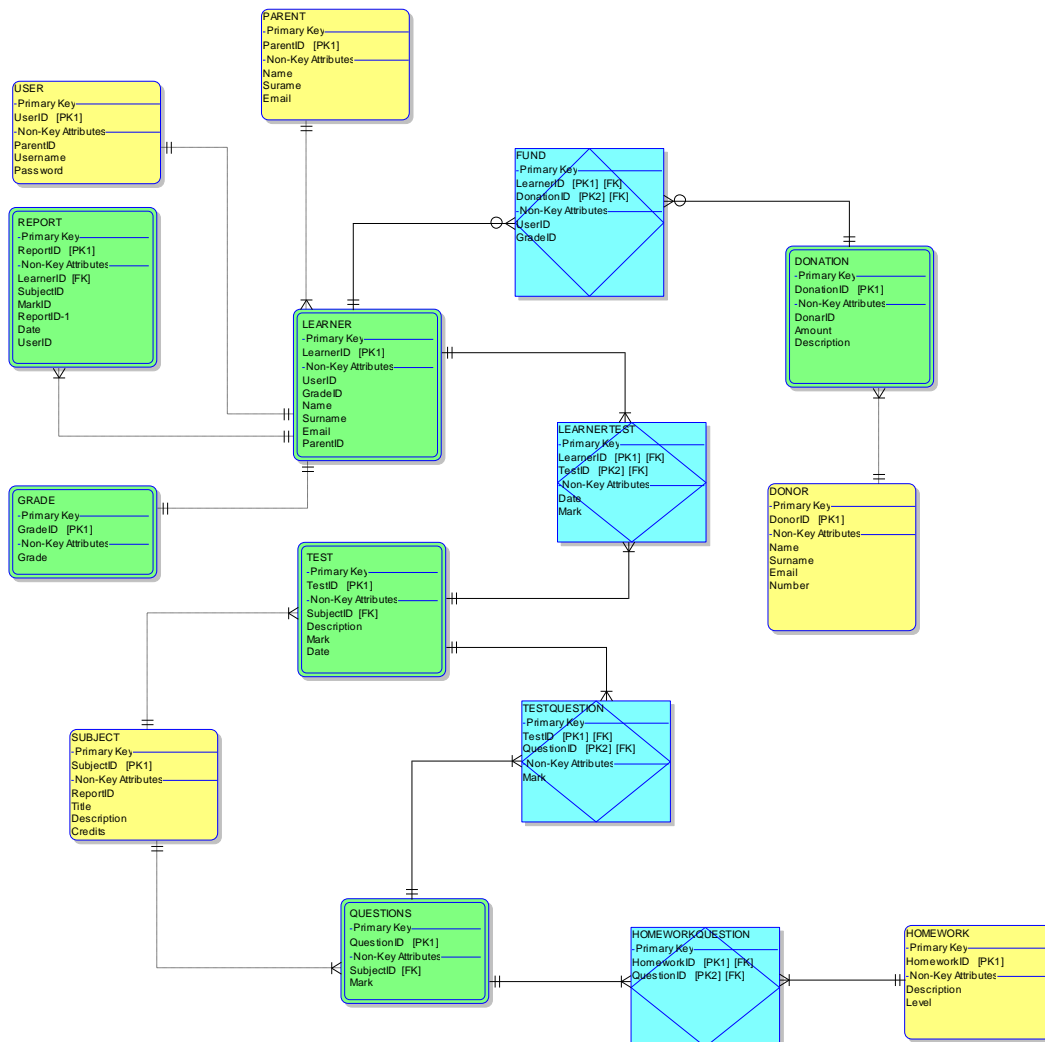 PARENT
-Primary Key
ParentID [PK1]
-Non-Key Attributes
Name
Surame
Email
USER
-Primary Key
UserID [PK1]
-Non-Key Attributes
ParentID
Username
Password
FUND
-Primary Key
LearnerID [PK1] [FK]
DonationID [PK2] [FK]
-Non-Key Attributes
UserID
GradeID
REPORT
-Primary Key
ReportID [PK1]
-Non-Key Attributes
LearnerID [FK]
SubjectID
MarkID
ReportID-1
Date
UserID
DONATION
-Primary Key
DonationID [PK1]
-Non-Key Attributes
DonarID
Amount
Description
LEARNER
-Primary Key
LearnerID [PK1]
-Non-Key Attributes
UserID
GradeID
Name
Surname
Email
ParentID
LEARNERTEST
-Primary Key
LearnerID [PK1] [FK]
TestID [PK2] [FK]
-Non-Key Attributes
Date
Mark
GRADE
-Primary Key
GradeID [PK1]
-Non-Key Attributes
Grade
DONOR
-Primary Key
DonorID [PK1]
-Non-Key Attributes
Name
Surname
Email
Number
TEST
-Primary Key
TestID [PK1]
-Non-Key Attributes
SubjectID [FK]
Description
Mark
Date
TESTQUESTION
-Primary Key
TestID [PK1] [FK]
QuestionID [PK2] [FK]
-Non-Key Attributes
Mark
SUBJECT
-Primary Key
SubjectID [PK1]
-Non-Key Attributes
ReportID
Title
Description
Credits
QUESTIONS
-Primary Key
QuestionID [PK1]
-Non-Key Attributes
SubjectID [FK]
Mark
HOMEWORKQUESTION
-Primary Key
HomeworkID [PK1] [FK]
QuestionID [PK2] [FK]
HOMEWORK
-Primary Key
HomeworkID [PK1]
-Non-Key Attributes
Description
Level